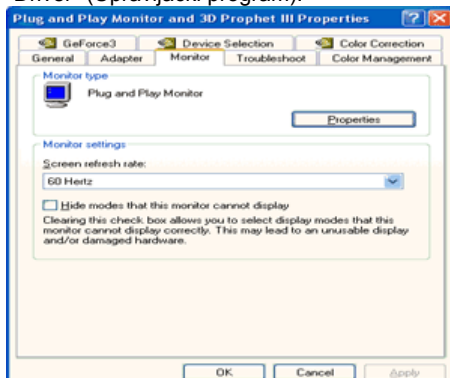 "Driver" (Upravljački program).
Plug and Play Monitor and 3D Prophet III Properties
GeForce3 Device Selection Color Correction
General Adapter Monitor Troubleshoot Color Management
Monitor type
Plug and Play Monitor
Properties
Monitor settings
Screen refresh rate:
60 Hertz
Hide modes that this monitor cannot display
Clearing this check box allows you to select display modes that this
monitor cannot display correctly. This may lead to an unusable display
and/or damaged hardware.
OK Cancel Apply